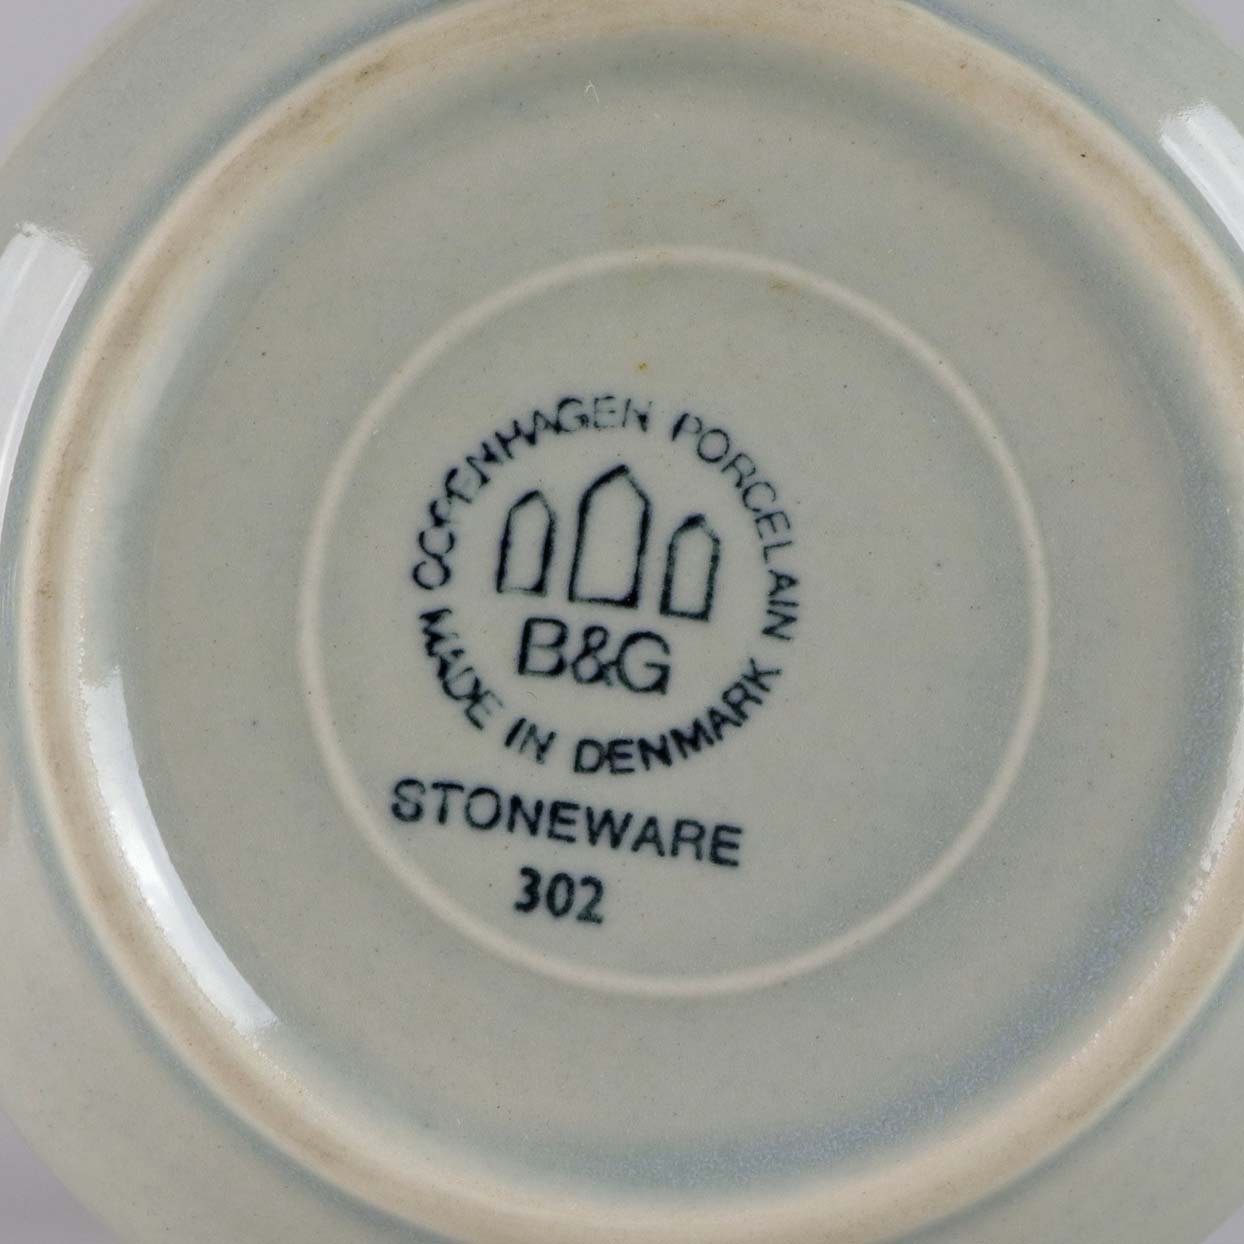 COPENHAGEN PORCELAIN
B&G
MADE IN DENMARK
STONEWARE
302